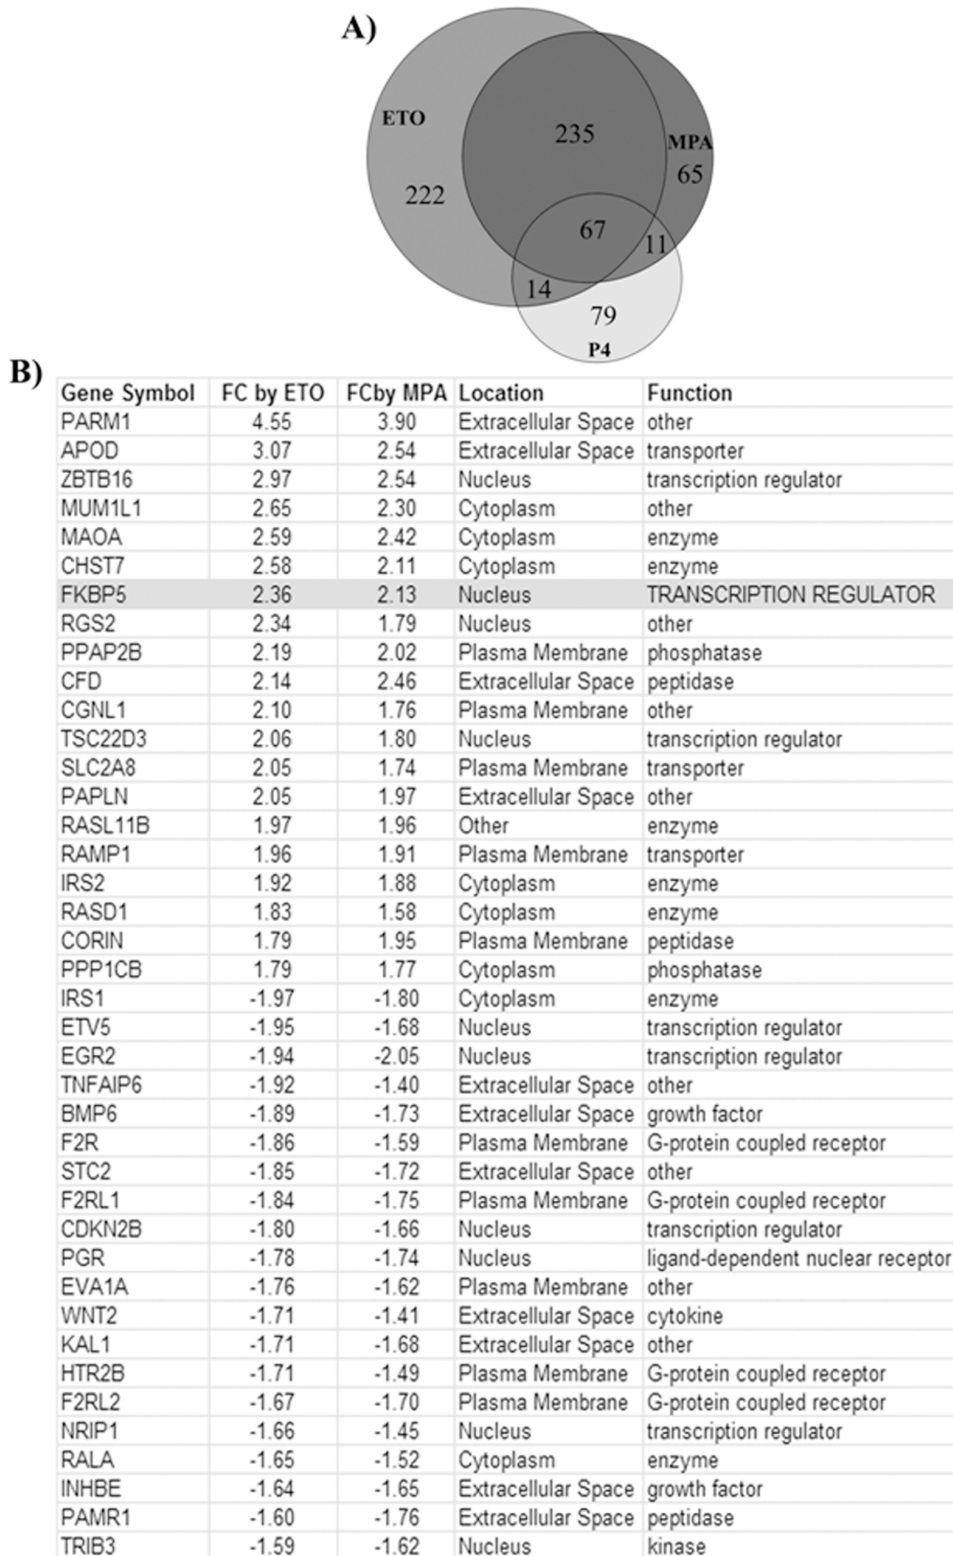 A)
ETO
235
MPA
65
222
67
11
14
79
P4
B)
Gene Symbol FC by ETO FCby MPA Location Function
PARM1 4.55 3.90 Extracellular Space other
APOD 3.07 2.54 Extracellular Space transporter
ZBTB16 2.97 2.54 Nucleus transcription regulator
MUM1L1 2.65 2.30 Cytoplasm other
MAOA 2.59 2.42 Cytoplasm enzyme
CHST7 2.58 2.11 Cytoplasm enzyme
FKBP5 2.36 2.13 Nucleus TRANSCRIPTION REGULATOR
RGS2 2.34 1.79 Nucleus other
PPAP2B 2.19 2.02 Plasma Membrane phosphatase
CFD 2.14 2.46 Extracellular Space peptidase
CGNL1 2.10 1.76 Plasma Membrane other
TSC22D3 2.06 1.80 Nucleus transcription regulator
SLC2A8 2.05 1.74 Plasma Membrane transporter
PAPLN 2.05 1.97 Extracellular Space other
RASL11B 1.97 1.96 Other enzyme
RAMP1 1.96 1.91 Plasma Membrane transporter
IRS2 1.92 1.88 Cytoplasm enzyme
RASD1 1.83 1.58 Cytoplasm enzyme
CORIN 1.79 1.95 Plasma Membrane peptidase
PPP1CB 1.79 1.77 Cytoplasm phosphatase
IRS1 -1.97 -1.80 Cytoplasm enzyme
ETV5 -1.95 -1.68 Nucleus transcription regulator
EGR2 -1.94 -2.05 Nucleus transcription regulator
TNFAIP6 -1.92 -1.40 Extracellular Space other
BMP6 -1.89 -1.73 Extracellular Space growth factor
F2R -1.86 -1.59 Plasma Membrane G-protein coupled receptor
STC2 -1.85 -1.72 Extracellular Space other
F2RL1 -1.84 -1.75 Plasma Membrane G-protein coupled receptor
CDKN2B -1.80 -1.66 Nucleus transcription regulator
PGR -1.78 -1.74 Nucleus ligand-dependent nuclear receptor
EVA1A -1.76 -1.62 Plasma Membrane other
WNT2 -1.71 -1.41 Extracellular Space cytokine
KAL1 -1.71 -1.68 Extracellular Space other
HTR2B -1.71 -1.49 Plasma Membrane G-protein coupled receptor
F2RL2 -1.67 -1.70 Plasma Membrane G-protein coupled receptor
NRIP1 -1.66 -1.45 Nucleus transcription regulator
RALA -1.65 -1.52 Cytoplasm enzyme
INHBE -1.64 -1.65 Extracellular Space growth factor
PAMR1 -1.60 -1.76 Extracellular Space peptidase
TRIB3 -1.59 -1.62 Nucleus kinase